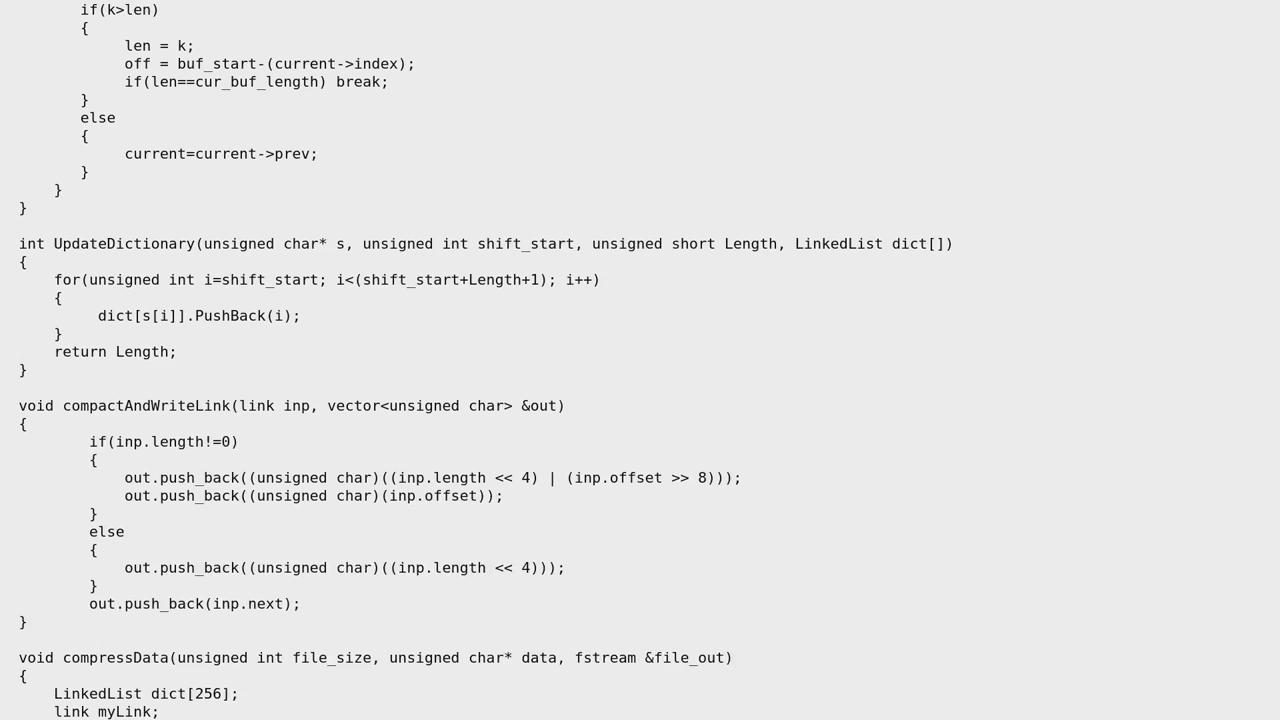 if(k>len)
{
len = k;
off = buf_start-(current->index);
if(len==cur_buf_length) break;
}
else
{
current=current->prev;
}
}
}
int UpdateDictionary(unsigned char* s, unsigned int shift_start, unsigned short Length, LinkedList dict[])
{
for(unsigned int i=shift_start; i<(shift_start+Length+1); i++)
{
dict[s[i]].PushBack(i);
}
return Length;
}
void compactAndWriteLink(link inp, vector<unsigned char> &out)
{
if(inp.length!=0)
{
out.push_back((unsigned char)((inp.length << 4) | (inp.offset >> 8)));
out.push_back((unsigned char)(inp.offset));
}
else
{
out.push_back((unsigned char)((inp.length << 4)));
}
out.push_back(inp.next);
}
void compressData(unsigned int file_size, unsigned char* data, fstream &file_out)
{
LinkedList dict[256];
link myLink;